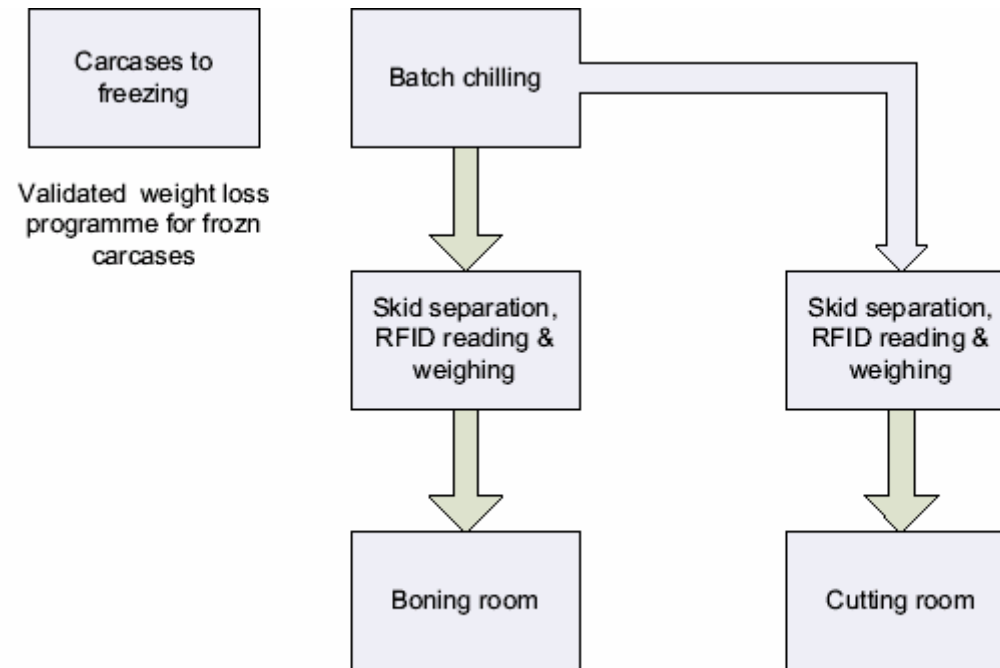 Carcases to
freezing
Validated weight loss
programme for frozn
carcases
Batch chilling
Skid separation,
RFID reading &
weighing
Skid separation,
RFID reading &
weighing
Boning room
Cutting room